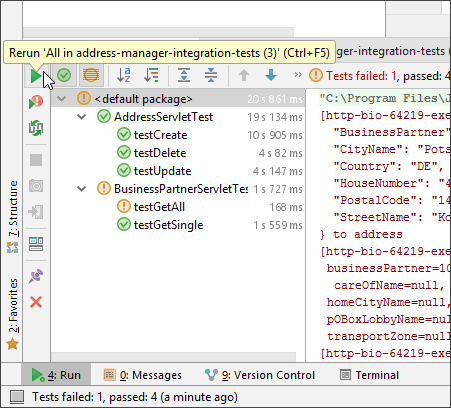 Rerun 'All in address-manager-integration-tests (3)' (Ctrl+F5)
ger-integration-tests (
Tests failed: 1, passed: 4
<default package> 20 s 861 ms
AddressServletTest 19 s 134 ms
testCreate 10 s 905 ms
testDelete 4 s 82 ms
testUpdate 4 s 147 ms
BusinessPartnerServletTes 1 s 727 ms
testGetAll 168 ms
testGetSingle 1 s 559 ms
"C:\Program Files\J
[http-bio-64219-exe
"BusinessPartner"
"CityName": "Pots
"Country": "DE",
"HouseNumber": "4
"PostalCode": "14
"StreetName": "Ko
} to address
[http-bio-64219-exe
businessPartner=10
careOfName=null,
homeCityName=null,
pOBoxLobbyName=nul
transportZone=null
[http-bio-64219-exe
7: Structure
2: Favorites
4: Run
0: Messages
9: Version Control
Terminal
Tests failed: 1, passed: 4 (a minute ago)